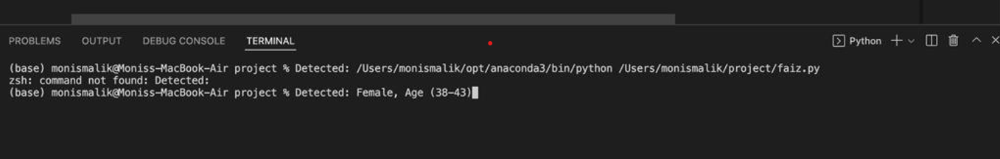 PROBLEMS OUTPUT DEBUG CONSOLE TERMINAL Python
(base) monismalik@Moniss-MacBook-Air project % Detected: /Users/monismalik/opt/anaconda3/bin/python /Users/monismalik/project/faiz.py
zsh: command not found: Detected:
(base) monismalik@Moniss-MacBook-Air project % Detected: Female, Age (38-43)